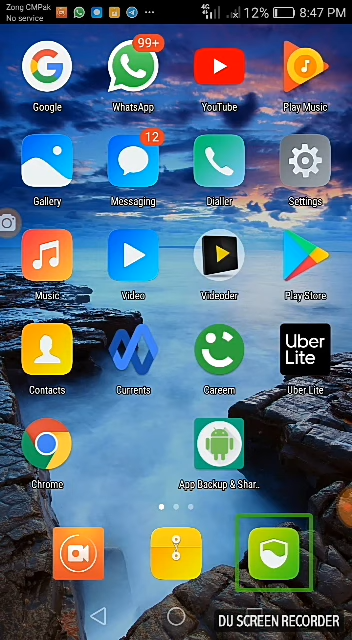 Zong CMPak
No service
4G
12%
8:47 PM
99+
Google
WhatsApp
YouTube
Play Music
12
Gallery
Messaging
Dialler
Settings
Music
Video
Videoder
Play Store
Uber
Lite
Contacts
Currents
Careem
Uber Lite
Chrome
App Backup & Shar..
DU SCREEN RECORDER